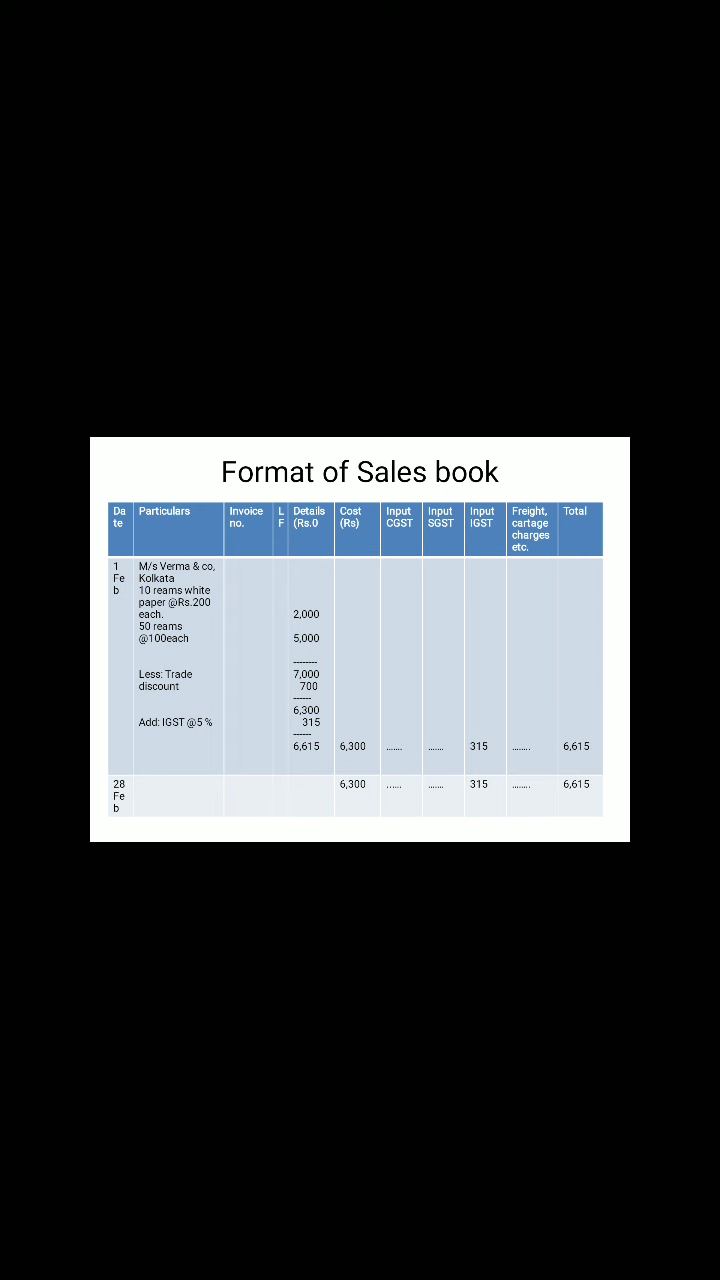 Format of Sales book
Da
te
Particulars
Invoice
no.
L
F
Details
(Rs.0
Cost
(Rs)
Input
CGST
Input
SGST
Input
IGST
Freight,
cartage
charges
etc.
Total
1
Fe
b
M/s Verma & co,
Kolkata
10 reams white
paper @Rs.200
each.
50 reams
@100each
Less: Trade
discount
Add: IGST @5 %
2,000
5,000
--------
7,000
700
------
6,300
315
------
6,615
6,300
.......
.......
315
........
6,615
28
Fe
b
6,300
......
.......
315
........
6,615